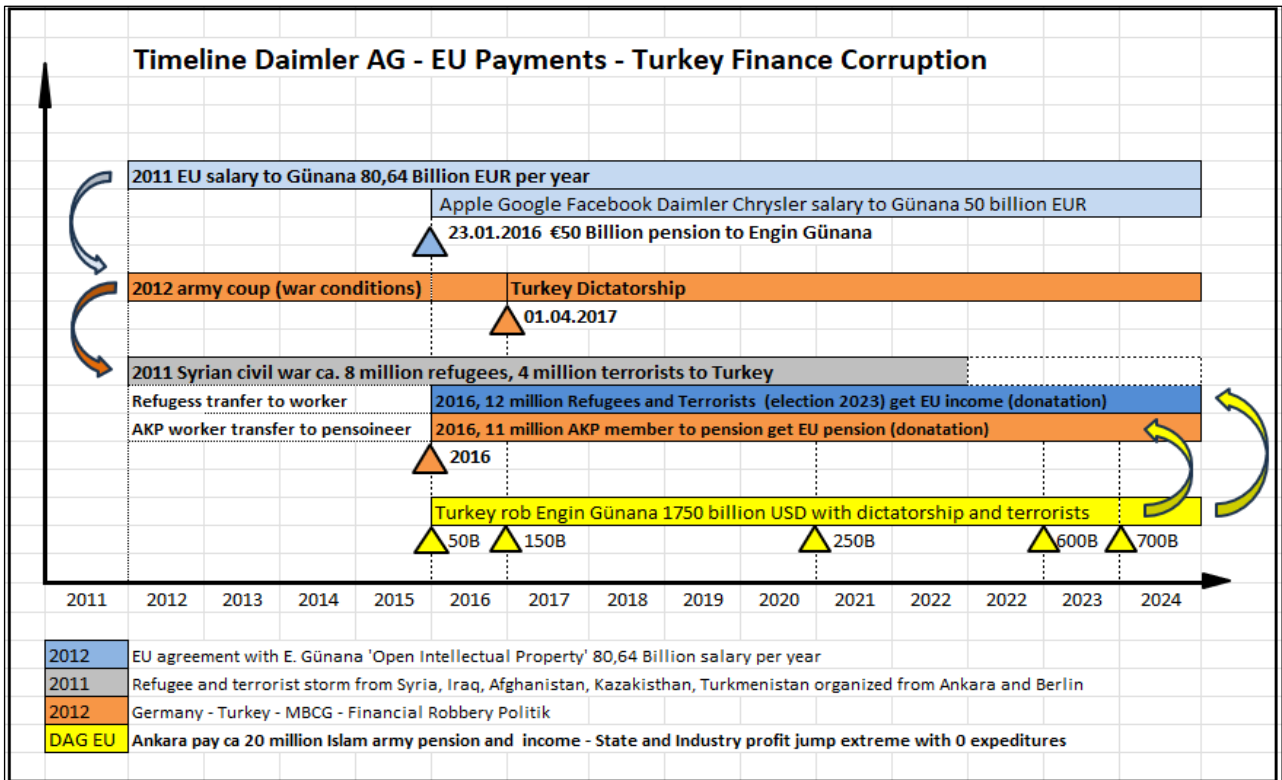 Timeline Daimler AG - EU Payments - Turkey Finance Corruption
2011 EU salary to Günana 80,64 Billion EUR per year
Apple Google Facebook Daimler Chrysler salary to Günana 50 billion EUR
23.01.2016 €50 Billion pension to Engin Günana
2012 army coup (war conditions) Turkey Dictatorship
01.04.2017
2011 Syrian civil war ca. 8 million refugees, 4 million terrorists to Turkey
Refugess tranfer to worker 2016, 12 million Refugees and Terrorists (election 2023) get EU income (donatation)
AKP worker transfer to pensoineer 2016, 11 million AKP member to pension get EU pension (donatation)
2016
Turkey rob Engin Günana 1750 billion USD with dictatorship and terrorists
50B 150B 250B 600B 700B
2011 2012 2013 2014 2015 2016 2017 2018 2019 2020 2021 2022 2022 2023 2024
2012 EU agreement with E. Günana 'Open Intellectual Property' 80,64 Billion salary per year
2011 Refugee and terrorist storm from Syria, Iraq, Afghanistan, Kazakisthan, Turkmenistan organized from Ankara and Berlin
2012 Germany - Turkey - MBCG - Financial Robbery Politik
DAG EU Ankara pay ca 20 million Islam army pension and income - State and Industry profit jump extreme with 0 expeditures